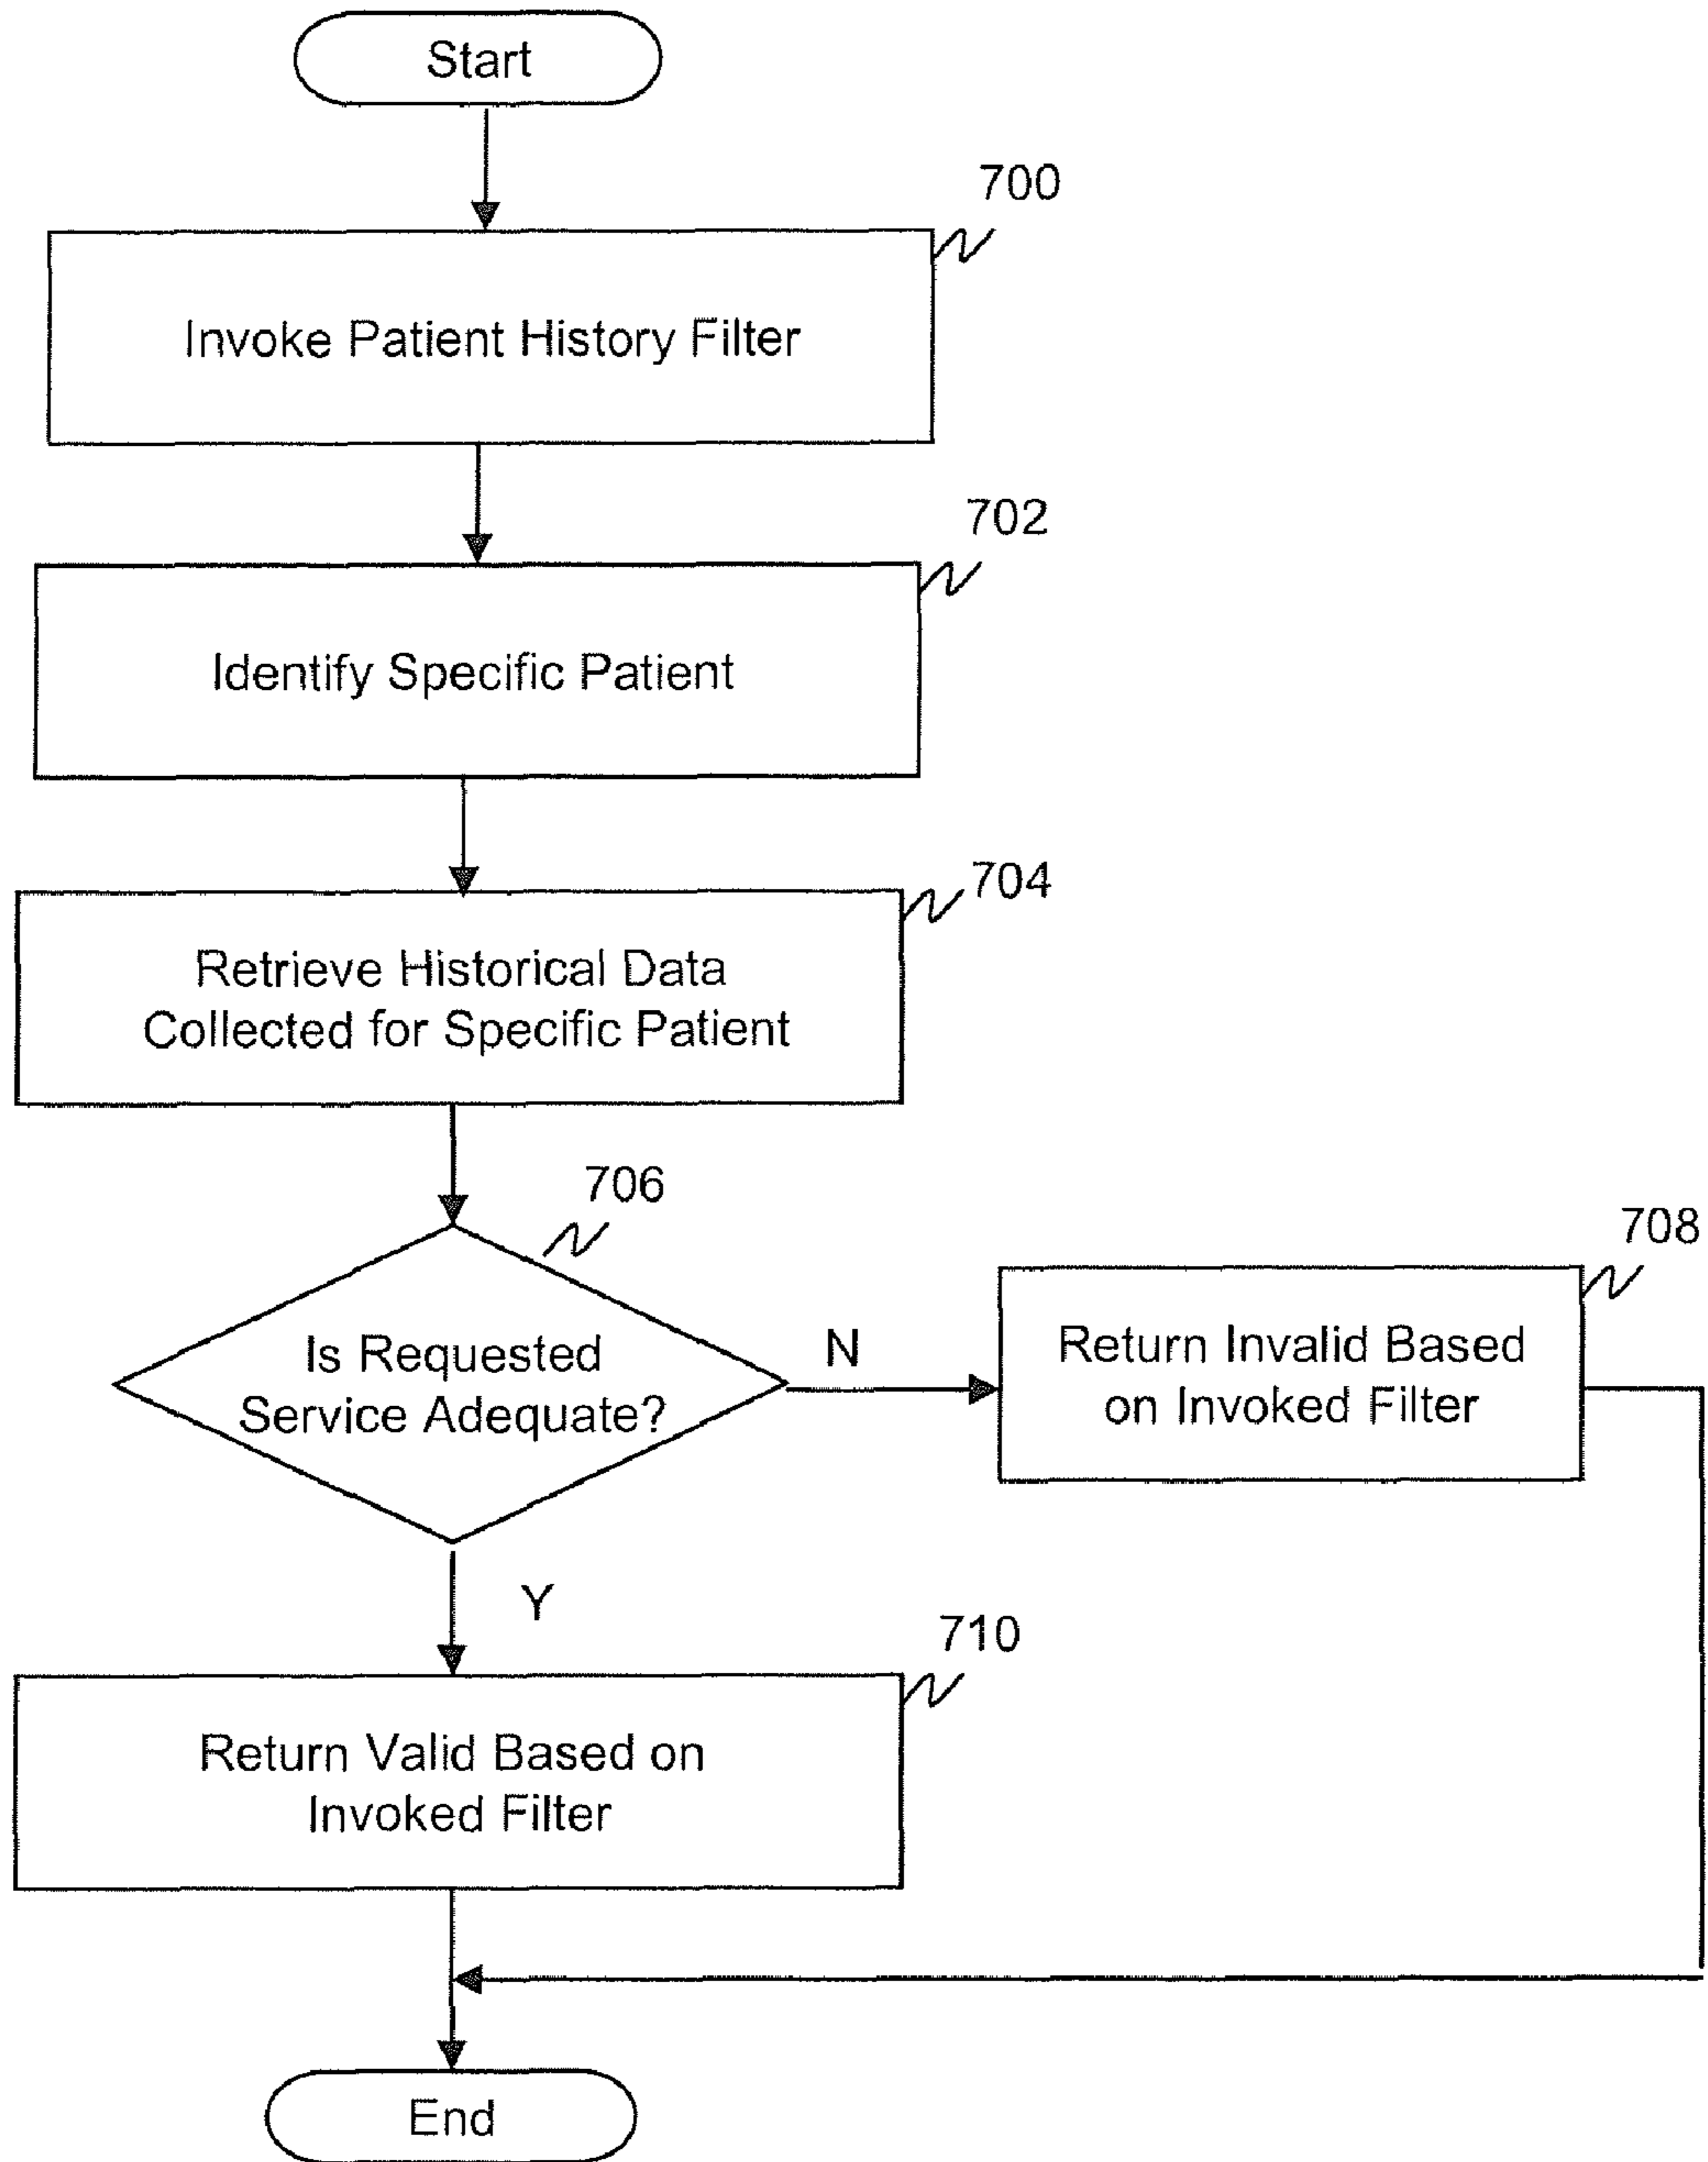 Start
700
Invoke Patient History Filter
702
Identify Specific Patient
704
Retrieve Historical Data
Collected for Specific Patient
706
Is Requested
Service Adequate?
N
708
Return Invalid Based
on Invoked Filter
Y
710
Return Valid Based on
Invoked Filter
End